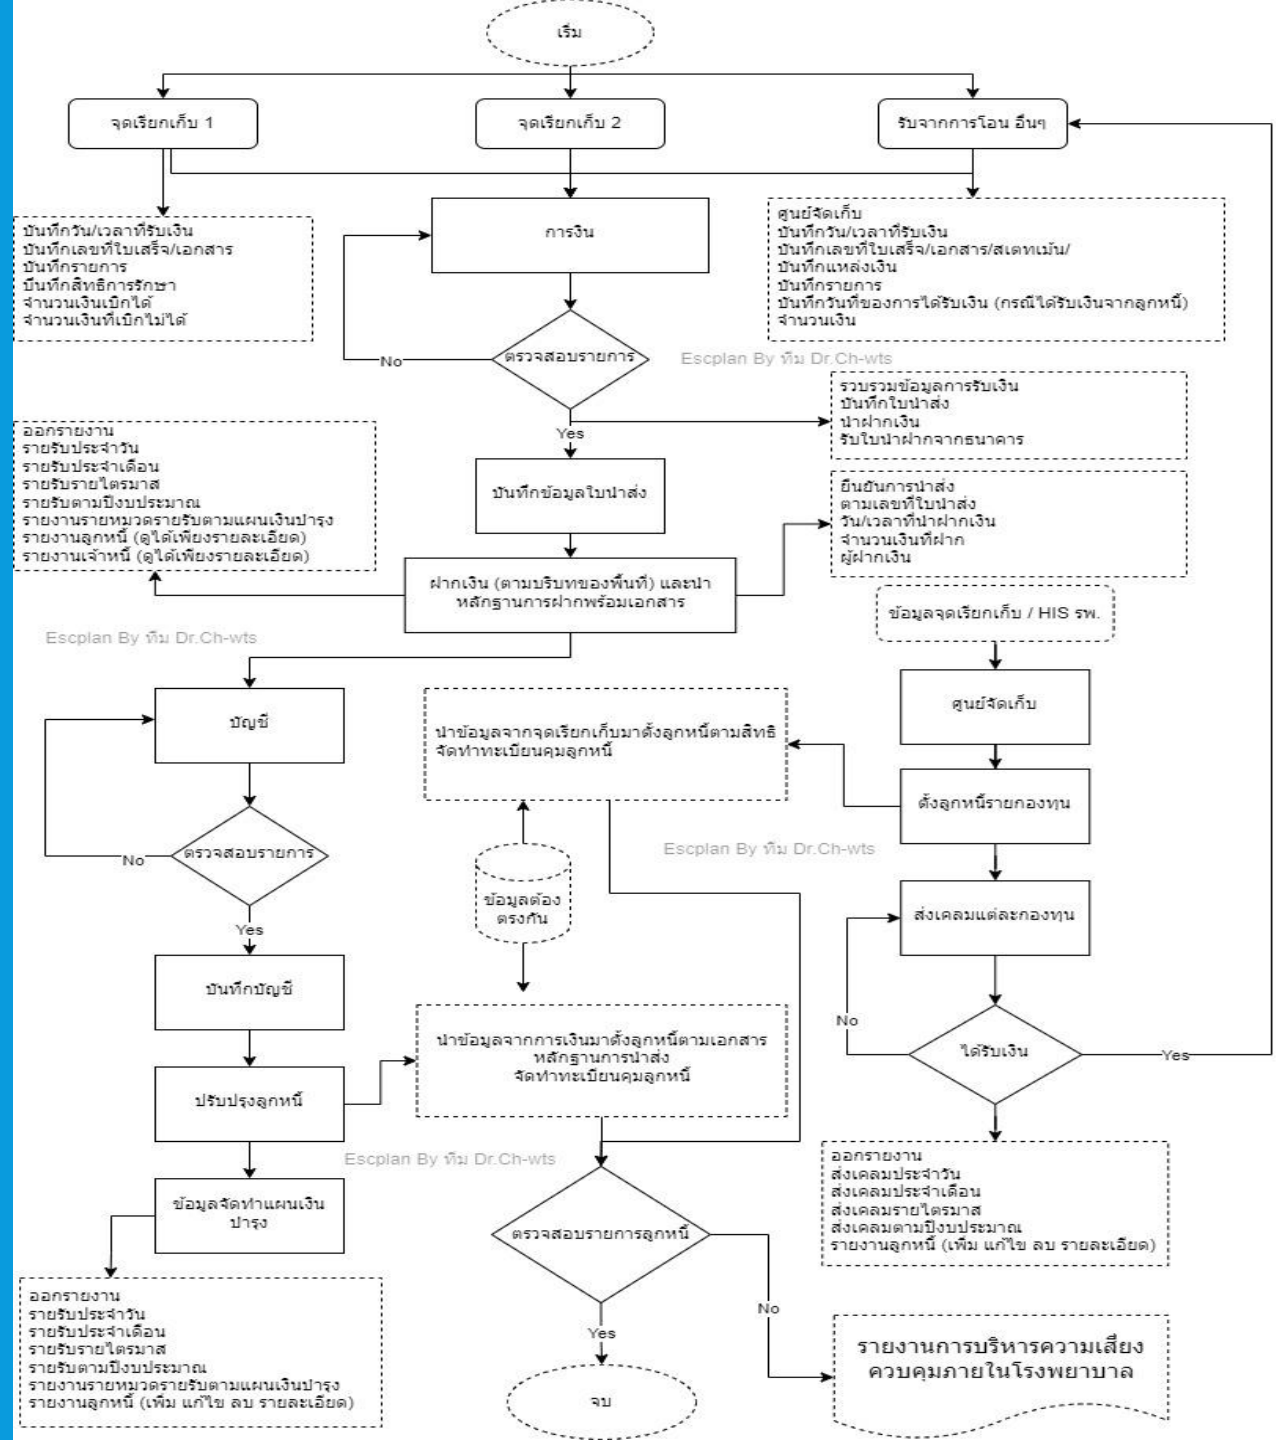 เริ่ม
จุดเรียกเก็บ 1
จุดเรียกเก็บ 2
รับจากการโอน อื่นๆ
บันทึกวัน/เวลาที่รับเงิน
บันทึกเลขที่ใบเสร็จ/เอกสาร
บันทึกรายการ
บึนทึกสิทธิการรักษา
จำนวนเงินเบิกได้
จำนวนเงินที่เบิกไม่ได้
การงิน
ศูนย์จัดเก็บ
บันทึกวัน/เวลาที่รับเงิน
บันทึกเลขที่ใบเสร็จ/เอกสาร/สเตทเม้น/
บันทึกแหล่งเงิน
บันทึกรายการ
บันทึกวันที่ของการได้รับเงิน (กรณีได้รับเงินจากลูกหนี้)
จำนวนเงิน
ตรวจสอบรายการ
No
Escplan By ทีม Dr.Ch-wts
Yes
รวบรวมข้อมูลการรับเงิน
บันทึกใบนำส่ง
นำฝากเงิน
รับใบนำฝากจากธนาคาร
ออกรายงาน
รายรับประจำวัน
รายรับประจำเดือน
รายรับรายไตรมาส
รายรับตามปีงบประมาณ
รายงานรายหมวดรายรับตามแผนเงินบำรุง
รายงานลูกหนี้ (ดูได้เพียงรายละเอียด)
รายงานเจ้าหนี้ (ดูได้เพียงรายละเอียด)
บันทึกข้อมูลใบนำส่ง
ยืนยันการนำส่ง
ตามเลขที่ใบนำส่ง
วัน/เวลาที่นำฝากเงิน
จำนวนเงินที่ฝาก
ผู้ฝากเงิน
ฝากเงิน (ตามบริบทของพื้นที่) และนำ
หลักฐานการฝากพร้อมเอกสาร
ข้อมูลจุดเรียกเก็บ / HIS รพ.
Escplan By ทีม Dr.Ch-wts
บัญชี
นำข้อมูลจากจุดเรียกเก็บมาตั้งลูกหนี้ตามสิทธิ
จัดทำทะเบียนคุมลูกหนี้
ศูนย์จัดเก็บ
ตั้งลูกหนี้รายกองทุน
ตรวจสอบรายการ
No
Escplan By ทีม Dr.Ch-wts
ข้อมูลต้อง
ตรงกัน
ส่งเคลมแต่ละกองทุน
Yes
บันทึกบัญชี
No
ได้รับเงิน
Yes
นำข้อมูลจากการเงินมาตั้งลูกหนี้ตามเอกสาร
หลักฐานการนำส่ง
จัดทำทะเบียนคุมลูกหนี้
ปรับปรุงลูกหนี้
Escplan By ทีม Dr.Ch-wts
ออกรายงาน
ส่งเคลมประจำวัน
ส่งเคลมประจำเดือน
ส่งเคลมรายไตรมาส
ส่งเคลมตามปีงบประมาณ
รายงานลูกหนี้ (เพิ่ม แก้ไข ลบ รายละเอียด)
ข้อมูลจัดทำแผนเงิน
บำรุง
ตรวจสอบรายการลูกหนี้
ออกรายงาน
รายรับประจำวัน
รายรับประจำเดือน
รายรับรายไตรมาส
รายรับตามปีงบประมาณ
รายงานรายหมวดรายรับตามแผนเงินบำรุง
รายงานลูกหนี้ (เพิ่ม แก้ไข ลบ รายละเอียด)
No
Yes
รายงานการบริหารความเสี่ยง
ควบคุมภายในโรงพยาบาล
จบ